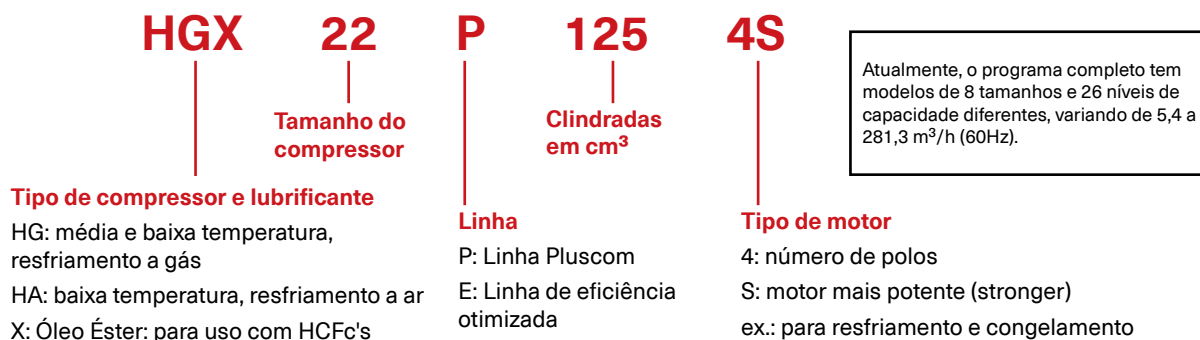 HGX 22 P 125 4S
Tamanho do
compressor
Clindradas
em cm³
Atualmente, o programa completo tem
modelos de 8 tamanhos e 26 níveis de
capacidade diferentes, variando de 5,4 a
281,3 m³/h (60Hz).
Tipo de compressor e lubrificante
HG: média e baixa temperatura,
resfriamento a gás
HA: baixa temperatura, resfriamento a ar
X: Óleo Éster: para uso com HCFc's
Linha
P: Linha Pluscom
E: Linha de eficiência
otimizada
Tipo de motor
4: número de polos
S: motor mais potente (stronger)
ex.: para resfriamento e congelamento